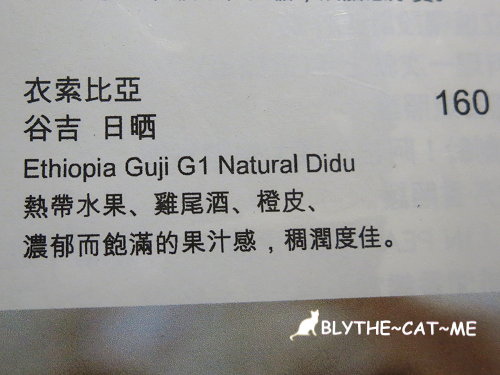 衣索比亞
160
谷吉 日晒
Ethiopia Guji G1 Natural Didu
熱帶水果、雞尾酒、橙皮、
濃郁而飽滿的果汁感，稠潤度佳。
BLYTHE~CAT~ME